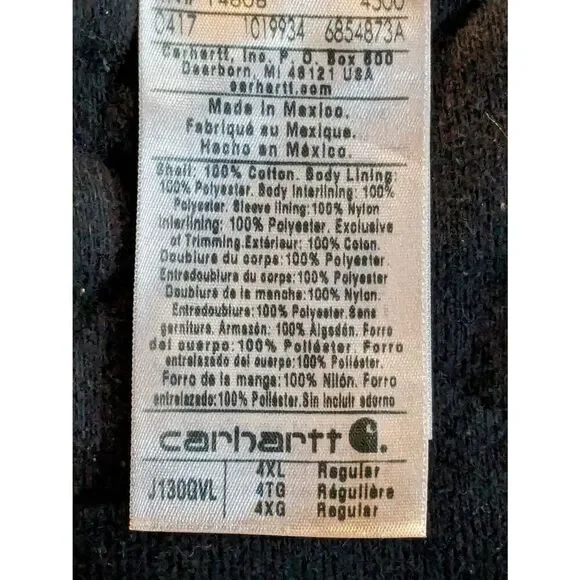 14806 4300
0417 1019934 6854873A
Carhartt, Inc. P. O. Box 600
Dearborn, MI 48121 USA
carhartt.com
Made in Mexico.
Fabriqué au Mexique.
Hecho en México.
Shell: 100% Cotton. Body Lining:
100% Polyester. Body Interlining: 100%
Polyester. Sleeve lining:100% Nylon
Interlining: 100% Polyester. Exclusive
of Trimming.Extérieur: 100% Coton.
Doublure du corps:100% Polyester
Entredoublure du corps:100% Polyester
Doublure de la manche:100% Nylon.
Entredoublure:100% Polyester.Sans
garniture. Armazón: 100% Algodón. Forro
del cuerpo: 100% Poliéster. Forro
entrelazado del cuerpo:100% Poliéster.
Forro de la manga:100% Nilón. Forro
entrelazado:100% Poliéster.Sin incluir adorno
carhartt
J130QVL 4XL Regular
4TG Régulière
4XG Regular